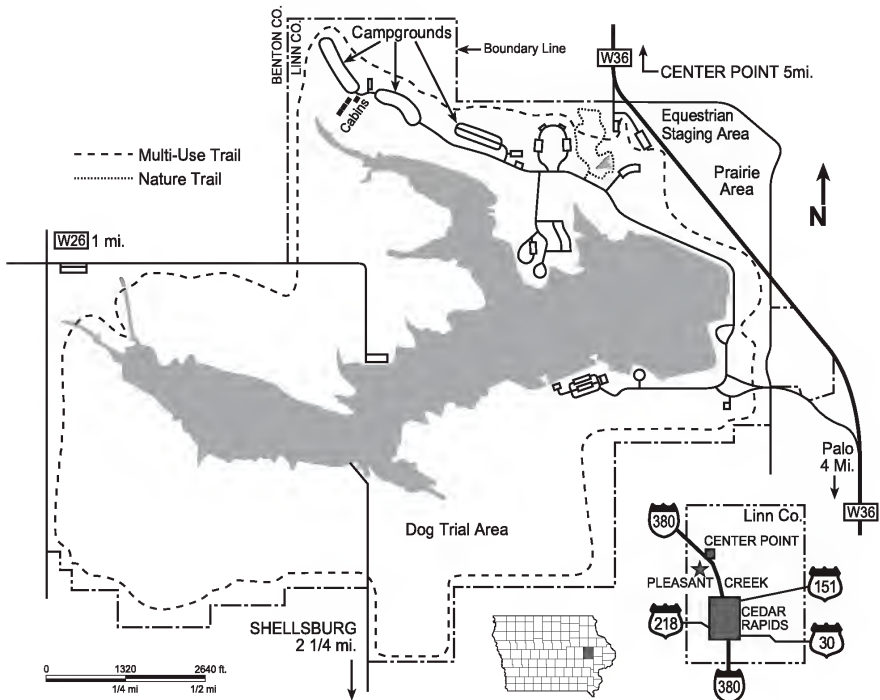 BENTON CO.
LINN CO.
Campgrounds
Boundary Line
W36
CENTER POINT 5mi.
Cabins
Equestrian
Staging Area
Prairie
Area
N
Multi-Use Trail
Nature Trail
W26 1 mi.
Palo
4 Mi.
W36
Dog Trial Area
SHELLSBURG
2 1/4 mi.
0 1320 2640 ft.
1/4 mi 1/2 mi
Linn Co.
380
CENTER POINT
PLEASANT CREEK
151
CEDAR
RAPIDS
218
30
380